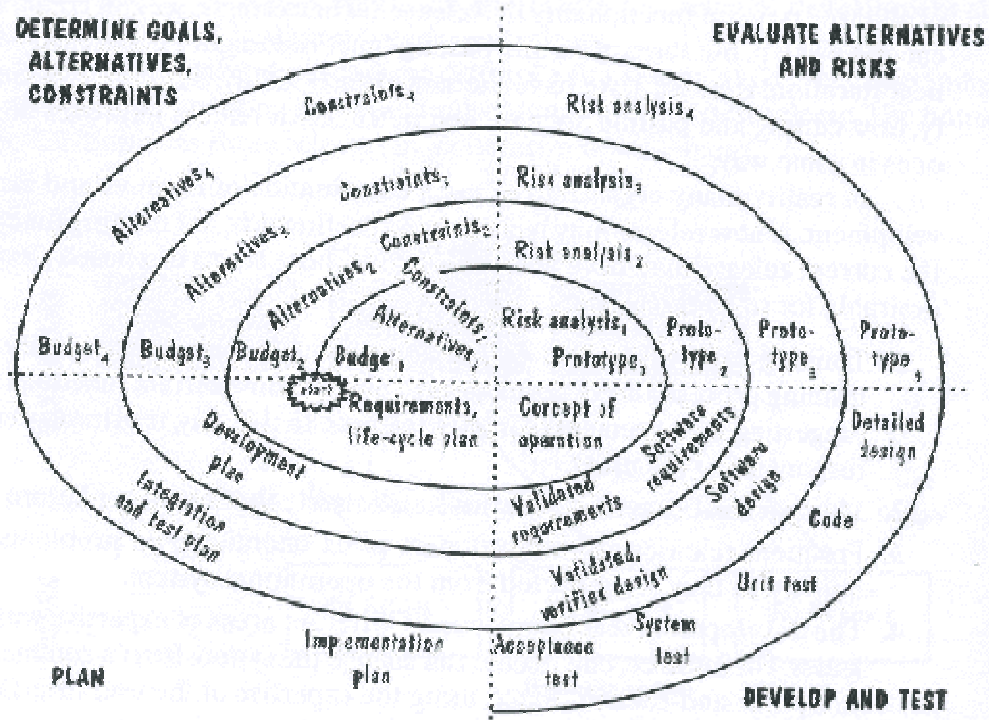 DETERMINE GOALS,
ALTERNATIVES,
CONSTRAINTS
EVALUATE ALTERNATIVES
AND RISKS
Constraints₄
Risk analysis₄
Alternatives₄
Constraints₃
Risk analysis₃
Alternatives₃
Constraints₂
Risk analysis₂
Alternatives₂
Constraints₁
Alternatives₁
Risk analysis₁
Budget₄
Budget₃
Budget₂
Budget₁
Prototype₁
Proto-
type₂
Proto-
type₃
Proto-
type₄
start
Requirements,
life-cycle plan
Concept of
operation
Software
requirements
Software
design
Detailed
design
Development
plan
Integration
and test plan
Validated
requirements
Code
Validated,
verified design
Unit test
System
test
Implementation
plan
Acceptance
test
PLAN
DEVELOP AND TEST